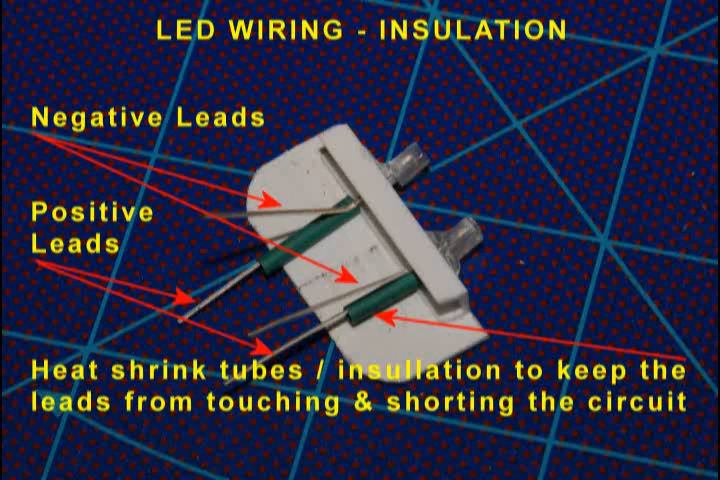 LED WIRING - INSULATION
Negative Leads
Positive
Leads
Heat shrink tubes / insullation to keep the
leads from touching & shorting the circuit